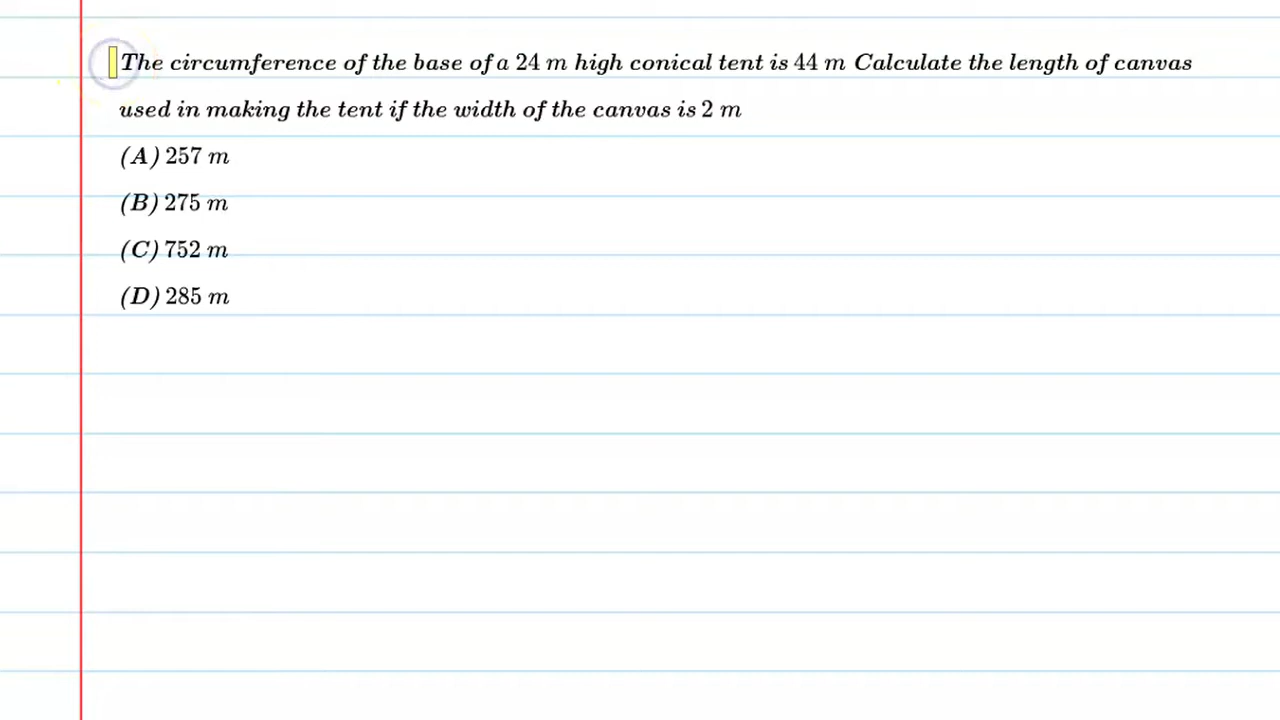 The circumference of the base of a 24 m high conical tent is 44 m Calculate the length of canvas
used in making the tent if the width of the canvas is 2 m
(A) 257 m
(B) 275 m
(C) 752 m
(D) 285 m